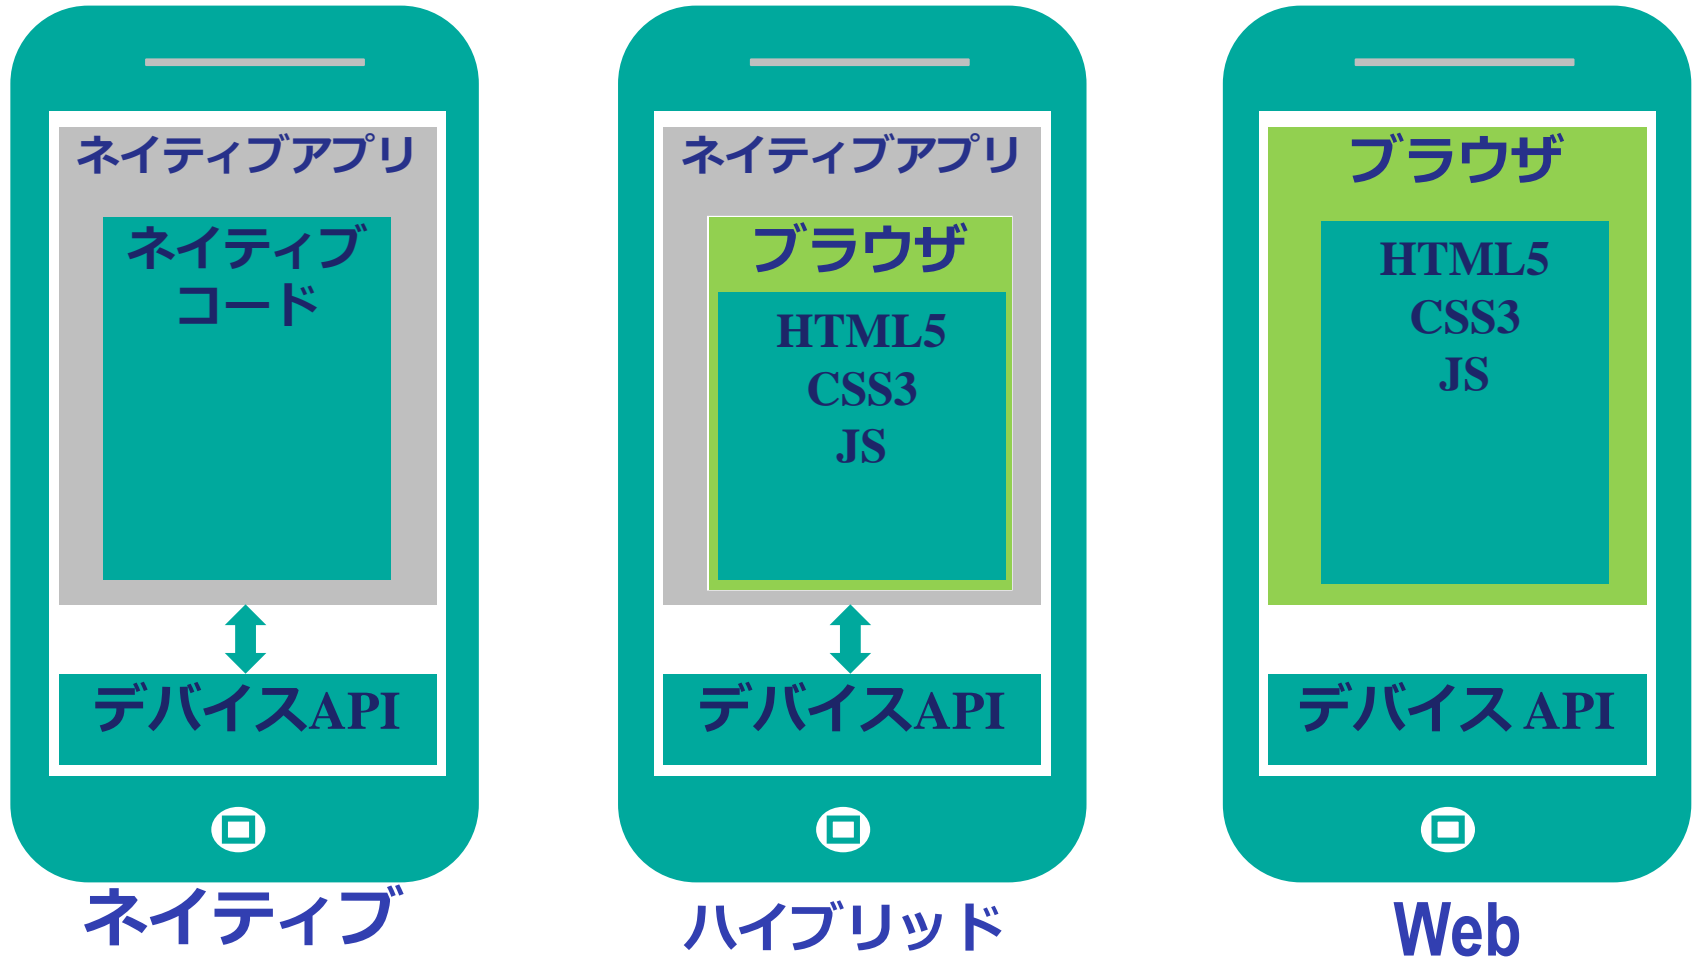 ネイティブアプリ
ネイティブ
コード
デバイスAPI
ネイティブ
ネイティブアプリ
ブラウザ
HTML5
CSS3
JS
デバイスAPI
ハイブリッド
ブラウザ
HTML5
CSS3
JS
デバイス API
Web